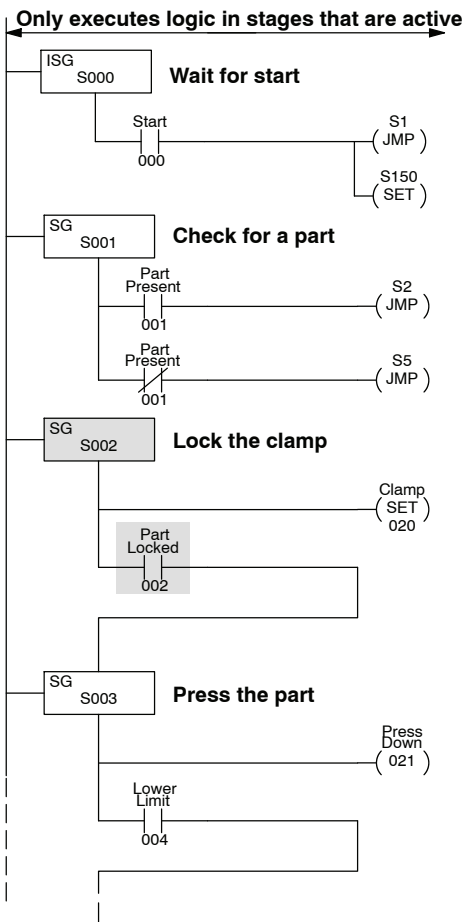 Only executes logic in stages that are active
ISG
S000
Wait for start
Start
000
S1
JMP
S150
SET
SG
S001
Check for a part
Part
Present
001
S2
JMP
Part
Present
001
S5
JMP
SG
S002
Lock the clamp
Clamp
SET
020
Part
Locked
002
SG
S003
Press the part
Press
Down
021
Lower
Limit
004